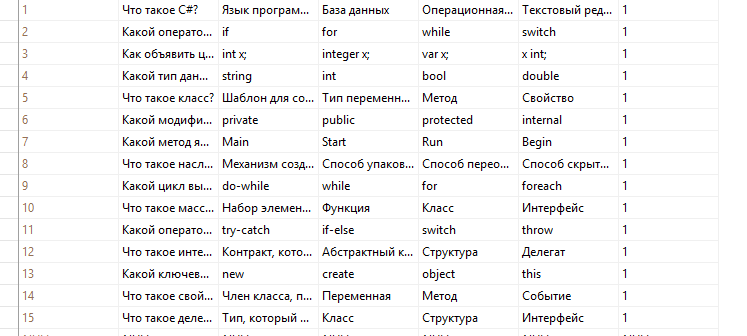 1 Что такое C#? Язык програм... База данных Операционная... Текстовый ред... 1
2 Какой операто... if for while switch 1
3 Как объявить ц... int x; integer x; var x; x int; 1
4 Какой тип дан... string int bool double 1
5 Что такое класс? Шаблон для со... Тип переменн... Метод Свойство 1
6 Какой модифи... private public protected internal 1
7 Какой метод я... Main Start Run Begin 1
8 Что такое насл... Механизм созд... Способ упаков... Способ перео... Способ скрыт... 1
9 Какой цикл вы... do-while while for foreach 1
10 Что такое масс... Набор элемен... Функция Класс Интерфейс 1
11 Какой операто... try-catch if-else switch throw 1
12 Что такое инте... Контракт, кото... Абстрактный к... Структура Делегат 1
13 Какой ключев... new create object this 1
14 Что такое свой... Член класса, п... Переменная Метод Событие 1
15 Что такое деле... Тип, который ... Класс Структура Интерфейс 1